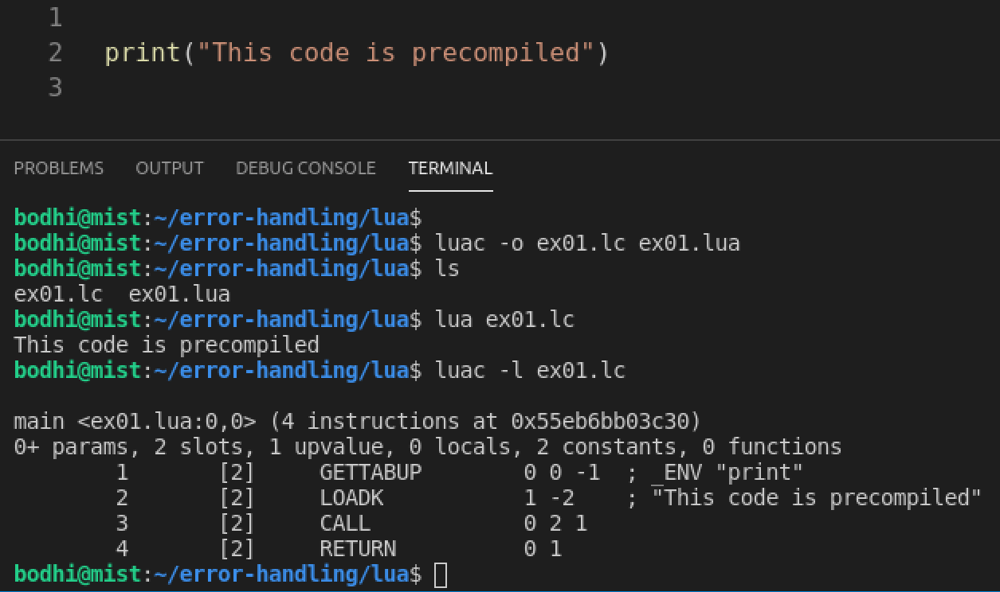 1
2 print("This code is precompiled")
3
PROBLEMS OUTPUT DEBUG CONSOLE TERMINAL
bodhi@mist:~/error-handling/lua$
bodhi@mist:~/error-handling/lua$ luac -o ex01.lc ex01.lua
bodhi@mist:~/error-handling/lua$ ls
ex01.lc  ex01.lua
bodhi@mist:~/error-handling/lua$ lua ex01.lc
This code is precompiled
bodhi@mist:~/error-handling/lua$ luac -l ex01.lc
main <ex01.lua:0,0> (4 instructions at 0x55eb6bb03c30)
0+ params, 2 slots, 1 upvalue, 0 locals, 2 constants, 0 functions
1 [2] GETTABUP 0 0 -1 ; _ENV "print"
2 [2] LOADK 1 -2 ; "This code is precompiled"
3 [2] CALL 0 2 1
4 [2] RETURN 0 1
bodhi@mist:~/error-handling/lua$